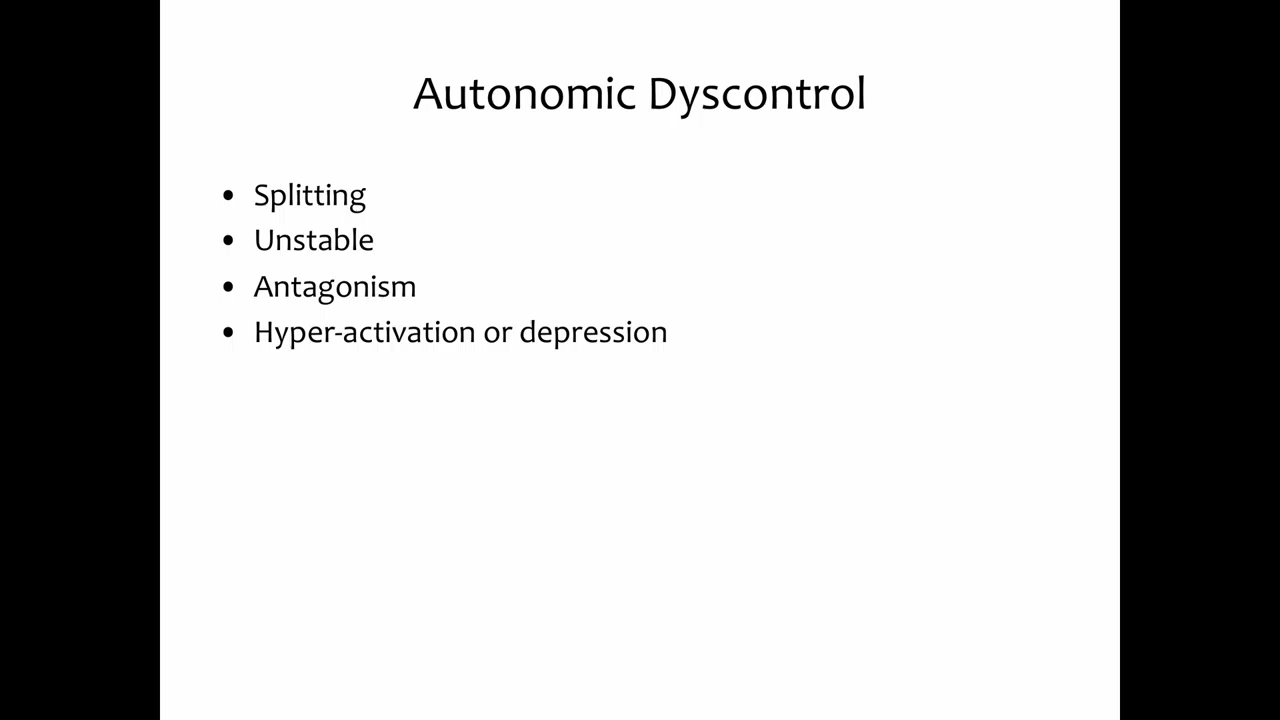 Autonomic Dyscontrol
• Splitting
• Unstable
• Antagonism
• Hyper-activation or depression